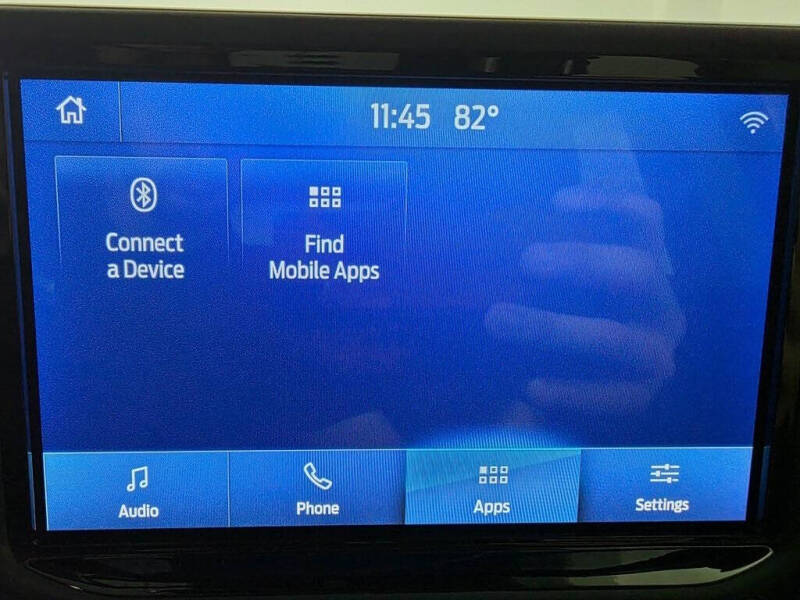 11:45 82°
Connect
a Device
Find
Mobile Apps
Audio
Phone
Apps
Settings